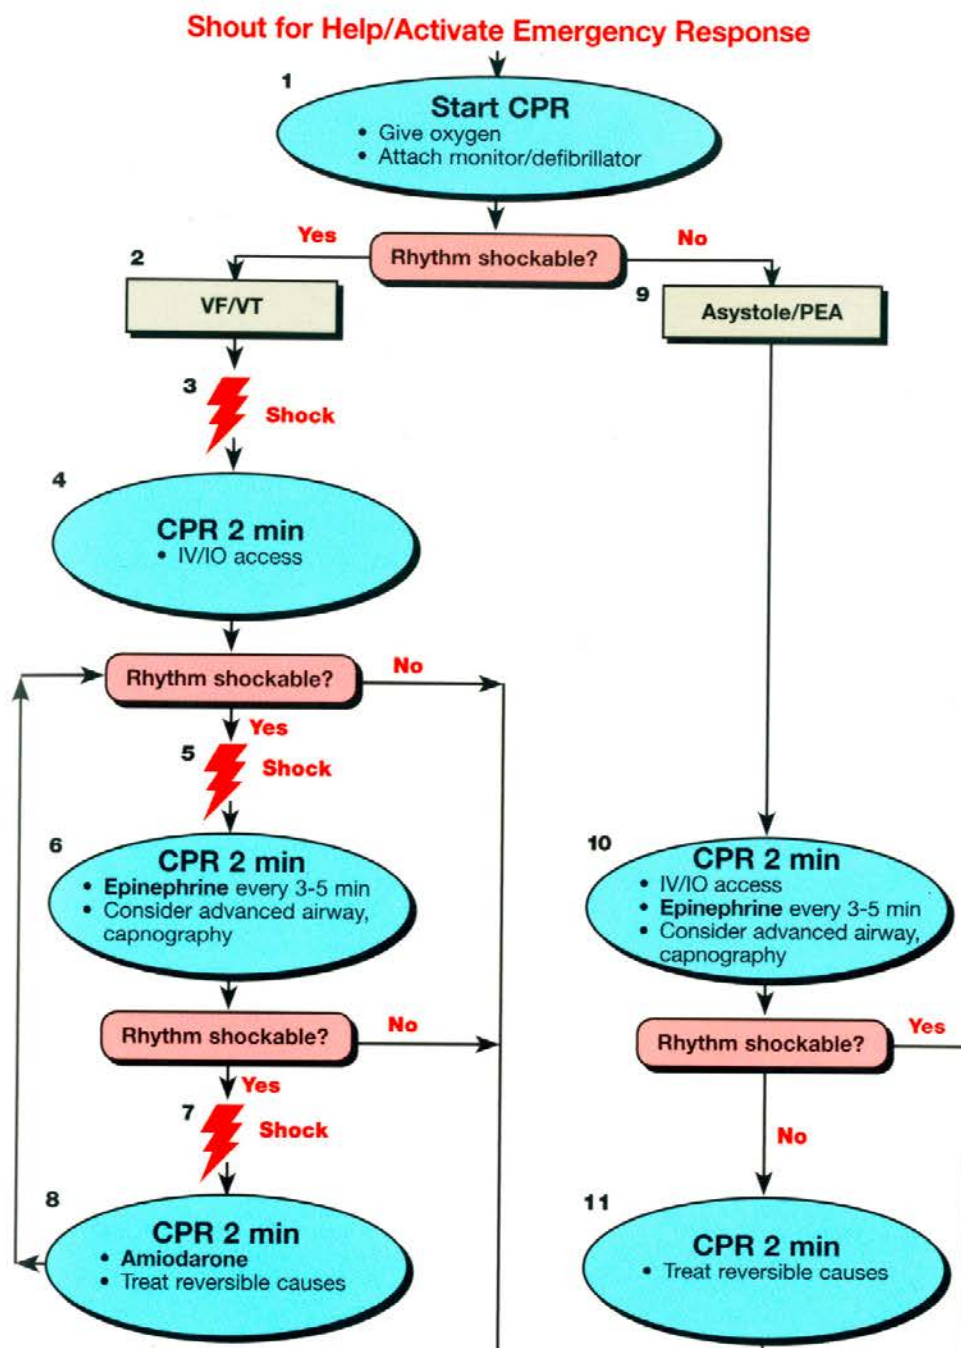 Shout for Help/Activate Emergency Response
1
Start CPR
• Give oxygen
• Attach monitor/defibrillator
Yes
Rhythm shockable?
No
2
VF/VT
9
Asystole/PEA
3
Shock
4
CPR 2 min
• IV/IO access
Rhythm shockable?
No
Yes
5
Shock
6
CPR 2 min
• Epinephrine every 3-5 min
• Consider advanced airway,
capnography
10
CPR 2 min
• IV/IO access
• Epinephrine every 3-5 min
• Consider advanced airway,
capnography
Rhythm shockable?
No
Rhythm shockable?
Yes
Yes
7
Shock
No
8
CPR 2 min
• Amiodarone
• Treat reversible causes
11
CPR 2 min
• Treat reversible causes